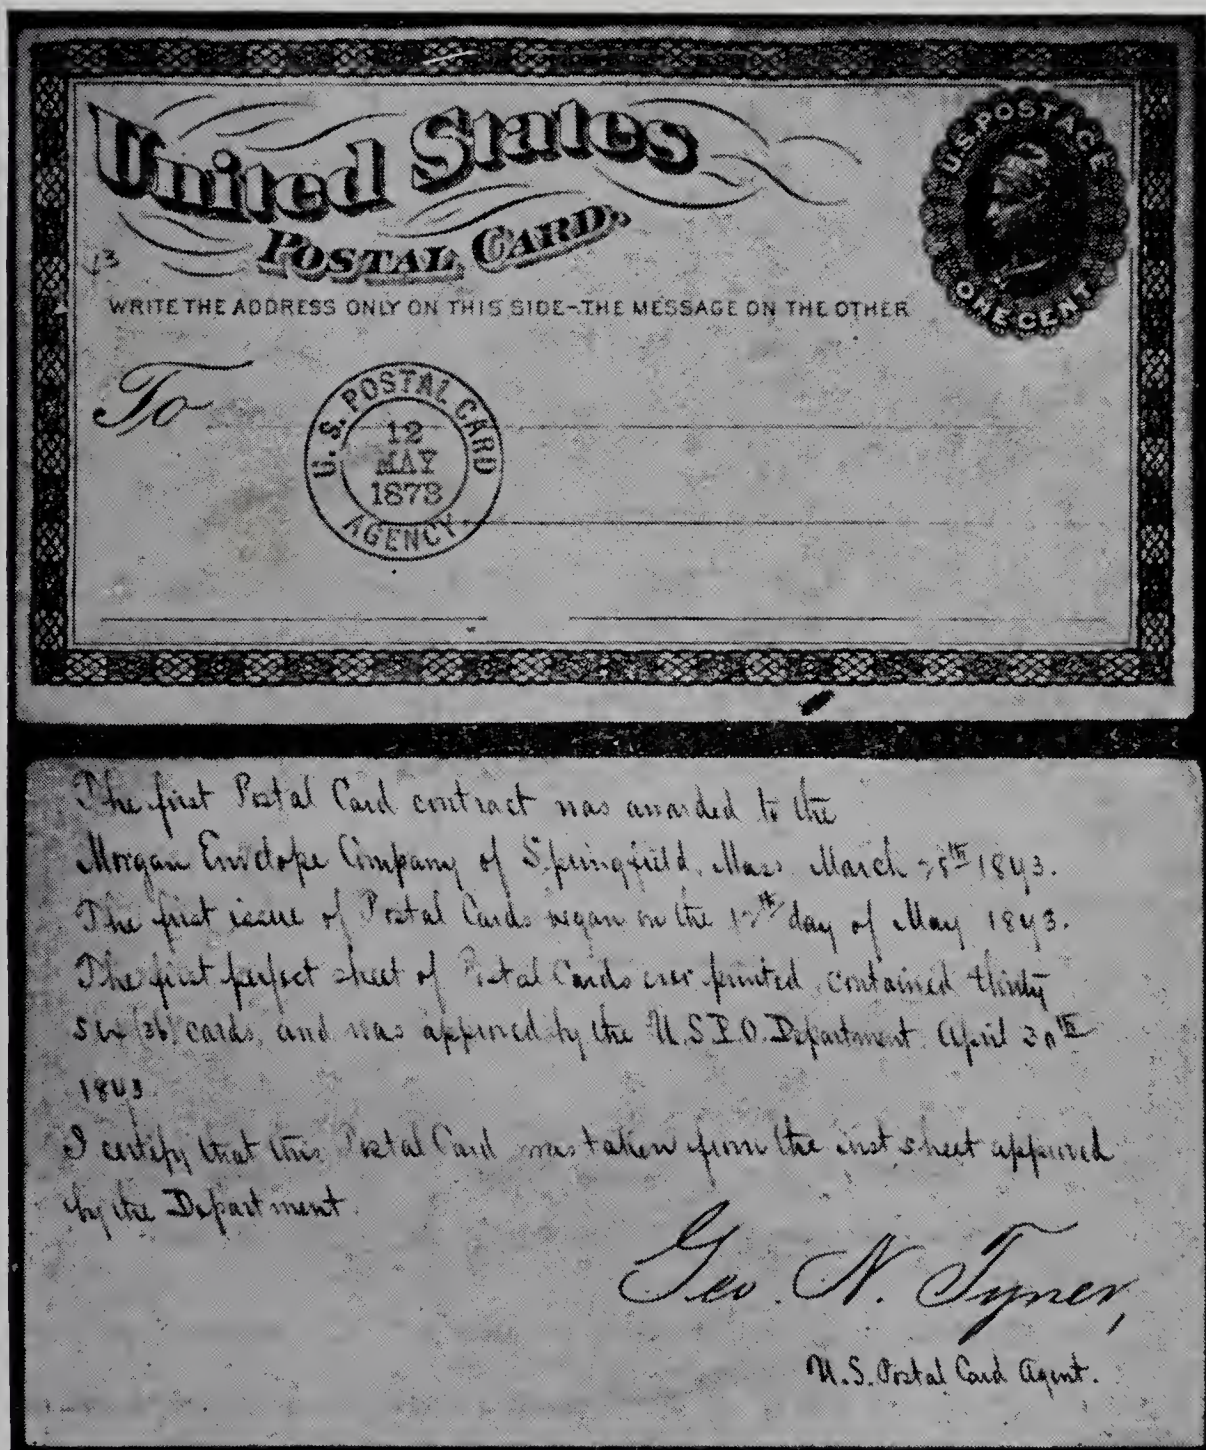 United States
POSTAL CARD.
U.S. POSTAGE
ONE CENT
WRITE THE ADDRESS ONLY ON THIS SIDE–THE MESSAGE ON THE OTHER
To
U. S. POSTAL CARD
12
MAY
1873
AGENCY.
The first Postal Card contract was awarded to the
Morgan Envelope Company of Springfield, Mass. March 1873.
The first issue of Postal Cards began on the 12th day of May 1873.
The first perfect sheet of Postal Cards ever printed, contained thirty
six (36) cards, and was approved by the U.S.P.O. Department. April 30th
1873.
I certify that this Postal Card was taken from the first sheet approved
by the Department.
Geo. N. Tyner,
U.S. Postal Card Agent.